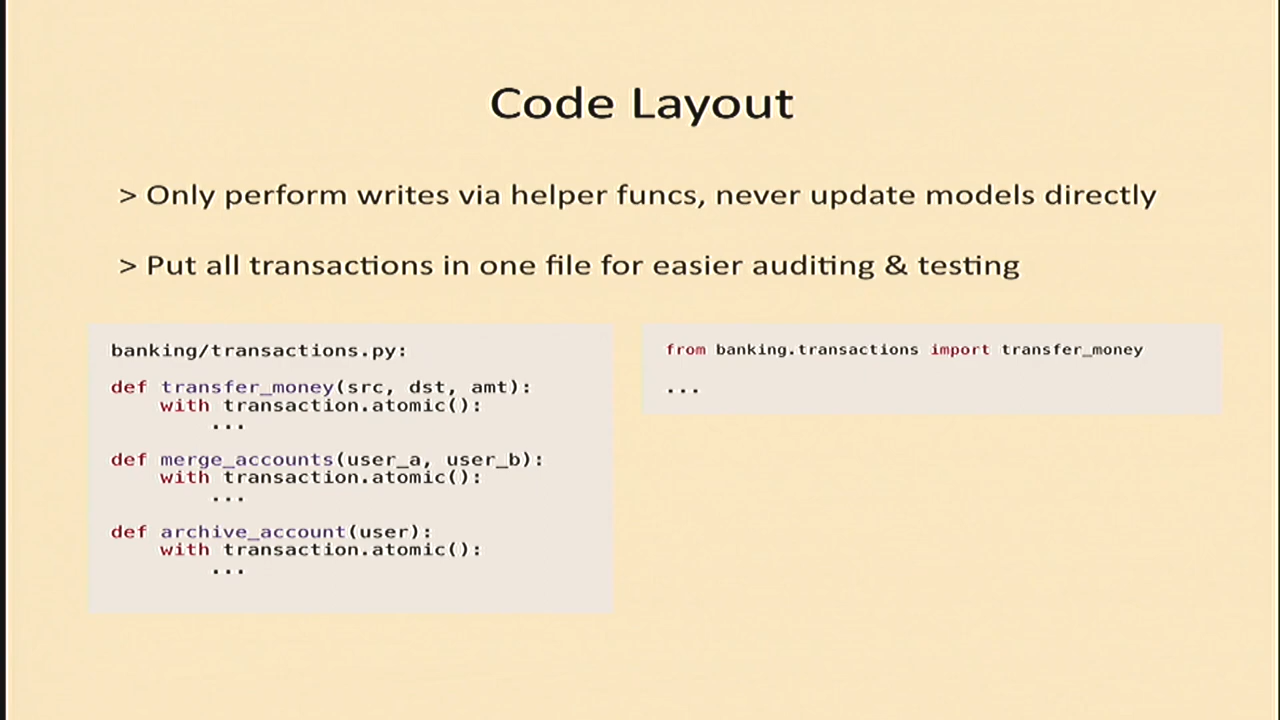 Code Layout
> Only perform writes via helper funcs, never update models directly
> Put all transactions in one file for easier auditing & testing
banking/transactions.py:
def transfer_money(src, dst, amt):
    with transaction.atomic():
        ...
def merge_accounts(user_a, user_b):
    with transaction.atomic():
        ...
def archive_account(user):
    with transaction.atomic():
        ...
from banking.transactions import transfer_money
...